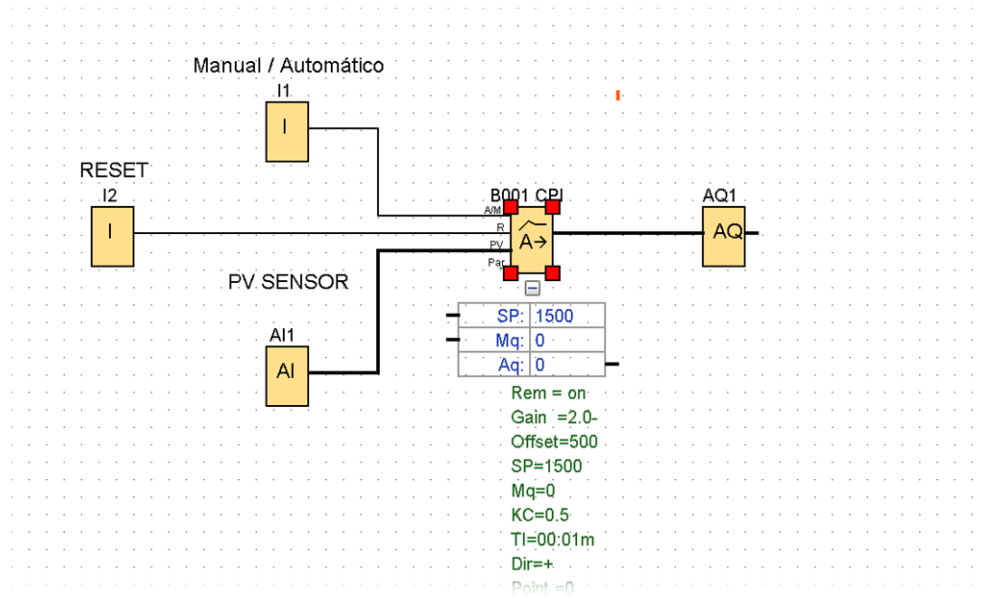 Manual / Automático
I1
I
RESET
I2
I
B001 CPI
A/M
R
PV
Par
A→
AQ1
AQ
PV SENSOR
AI1
AI
SP: 1500
Mq: 0
Aq: 0
Rem = on
Gain =2.0-
Offset=500
SP=1500
Mq=0
KC=0.5
TI=00:01m
Dir=+
Point =0